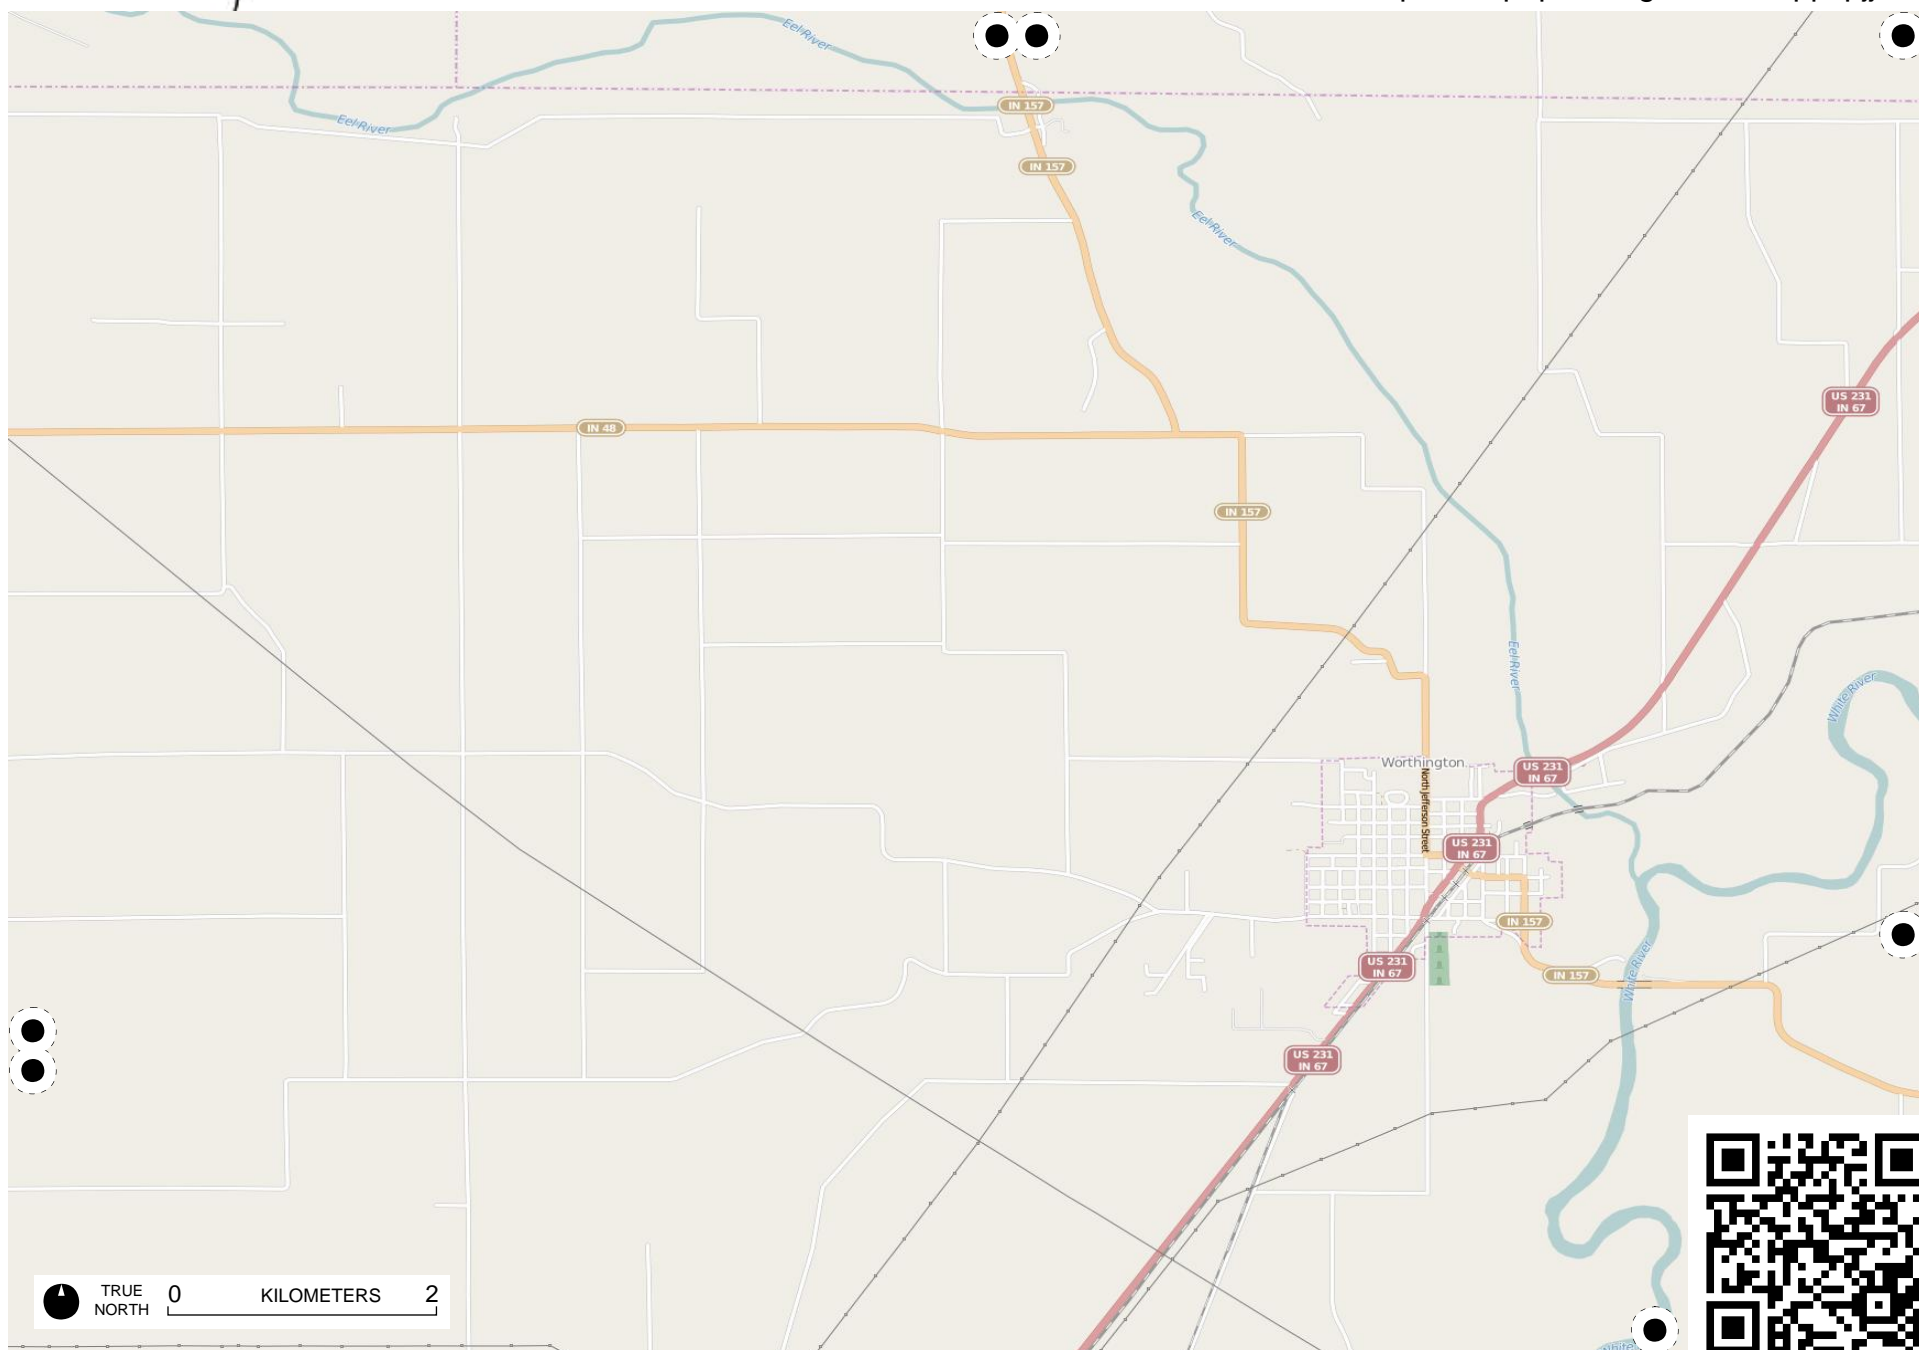 Eel River
Eel River
IN 157
IN 157
Eel River
US 231
IN 67
IN 48
IN 157
Eel River
White River
Worthington
US 231
IN 67
North Jefferson Street
US 231
IN 67
IN 157
US 231
IN 67
IN 157
White River
US 231
IN 67
TRUE
NORTH
0 KILOMETERS 2
White